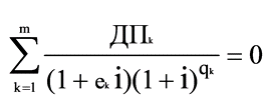 m
∑ ДПₖ / (1 + eₖ i)(1 + i)^qₖ = 0
k=1